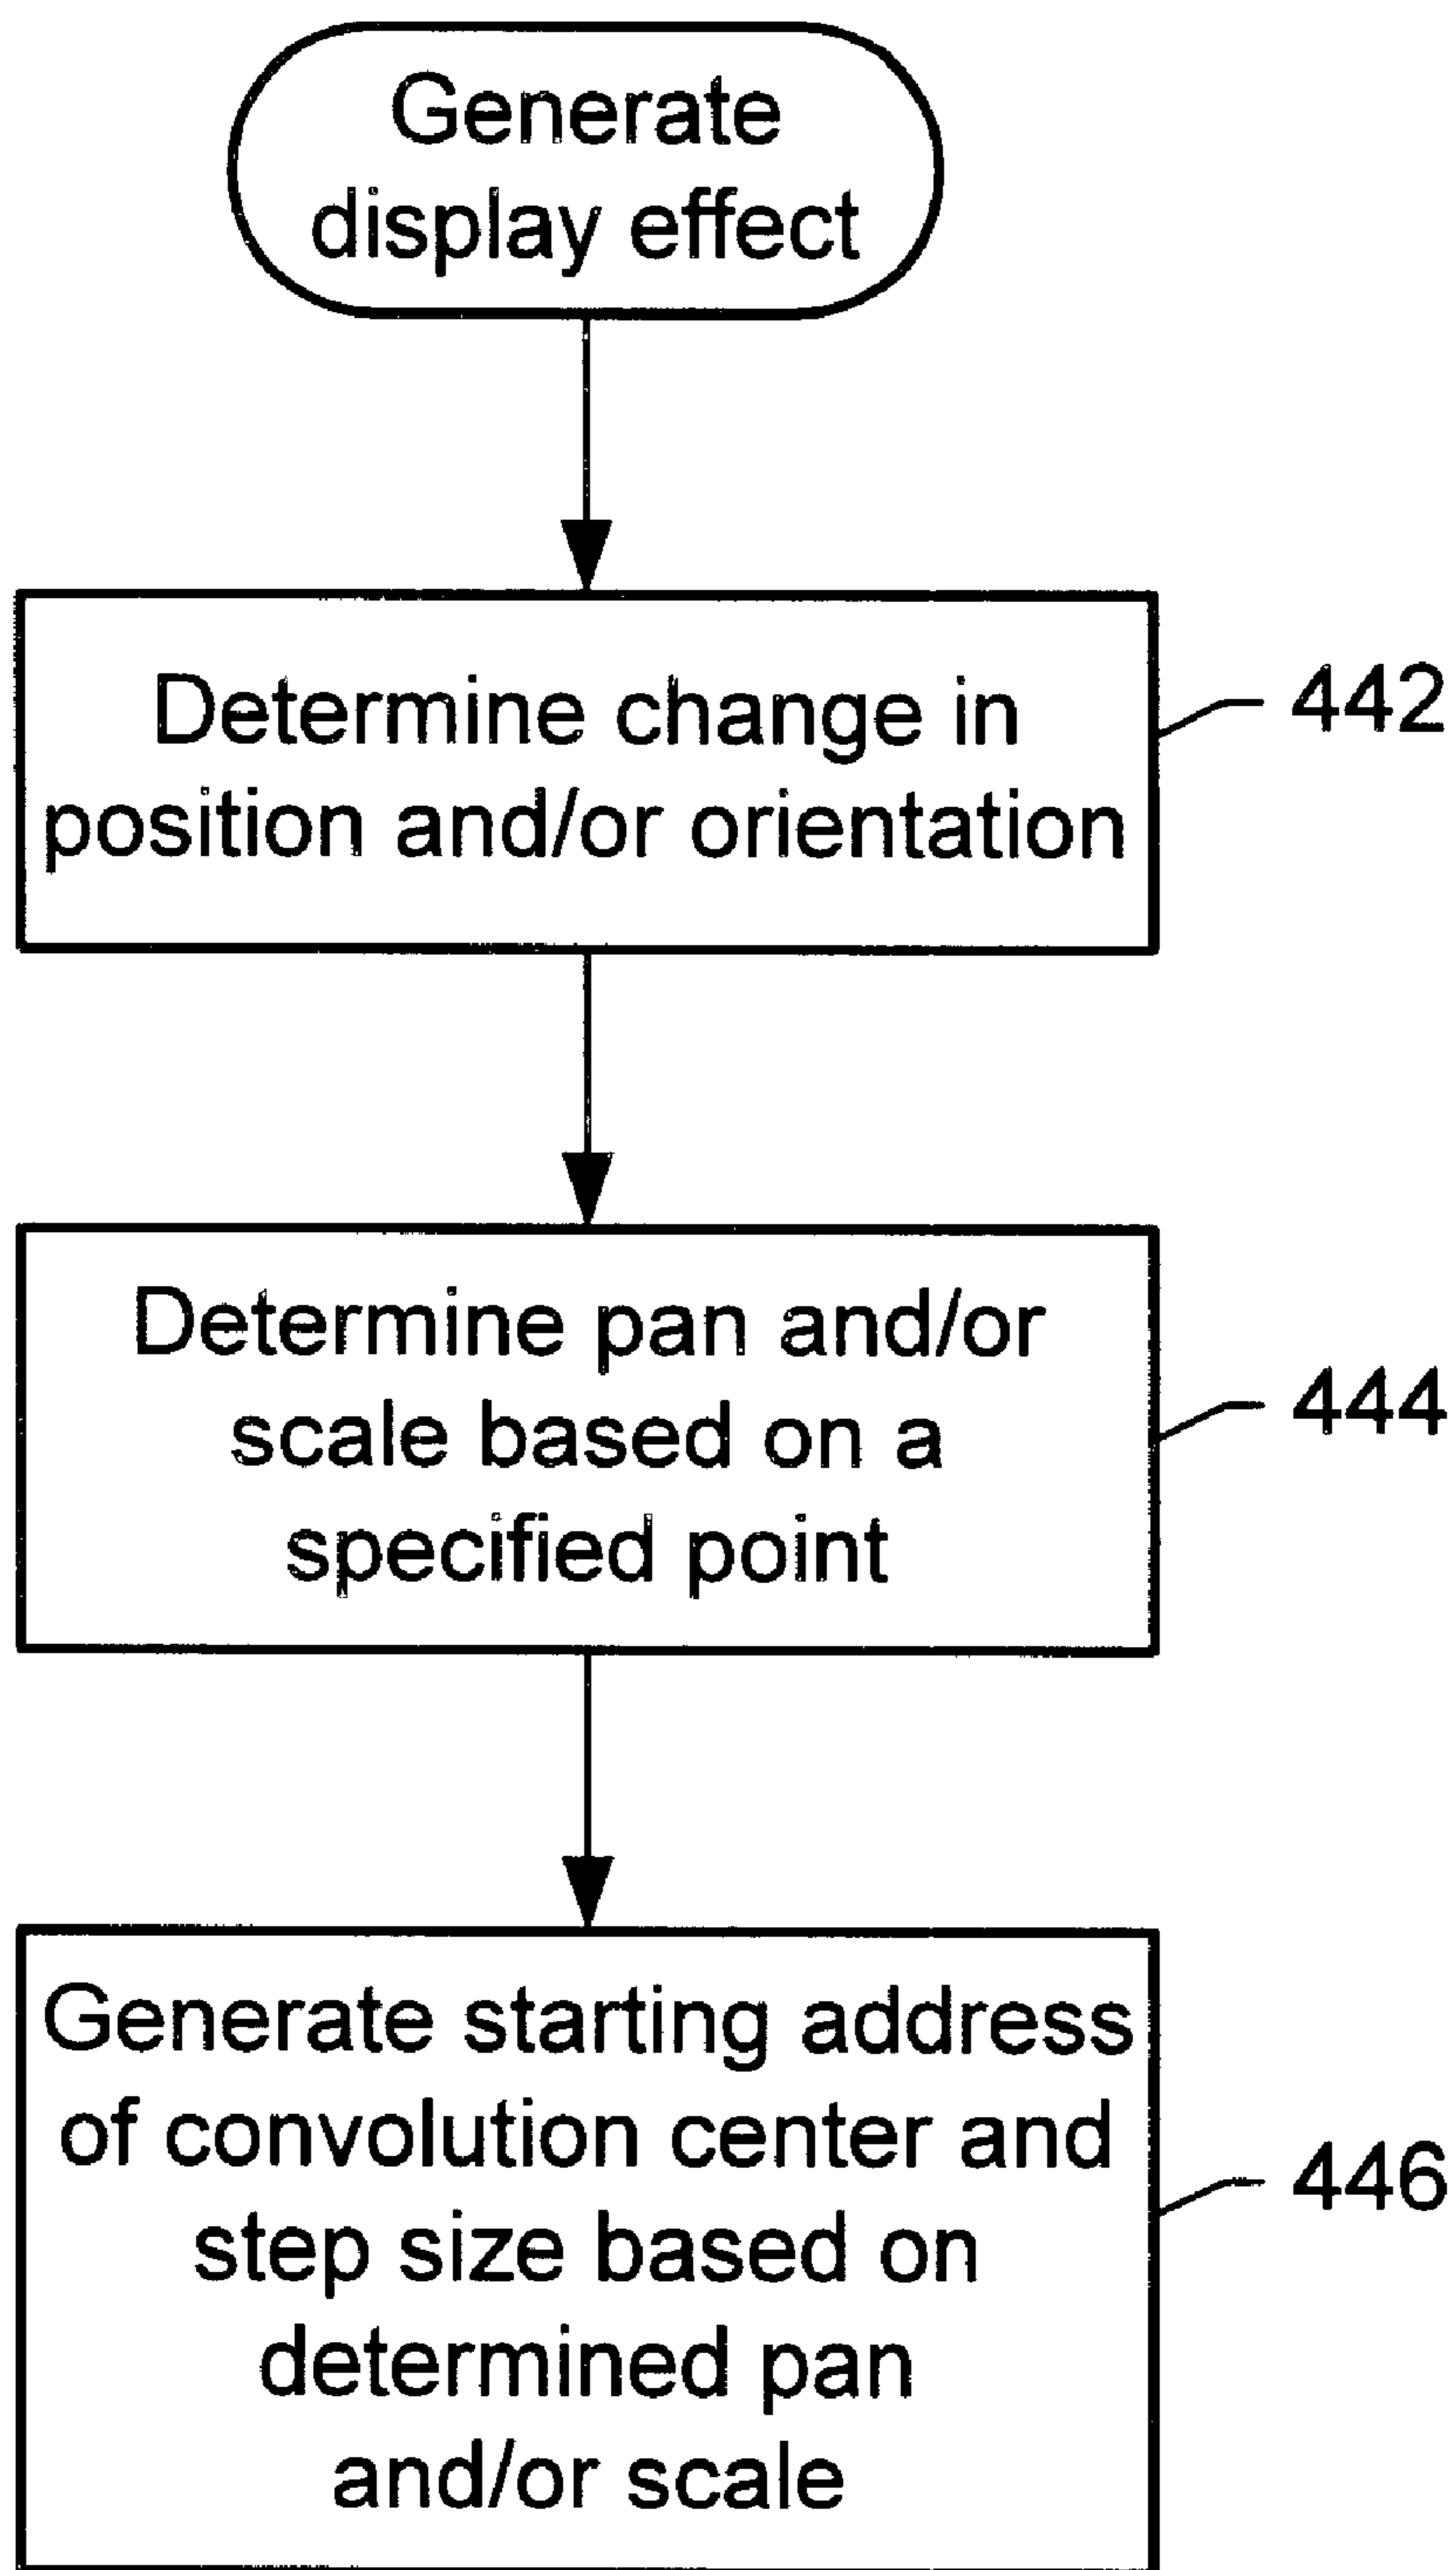 Generate
display effect
Determine change in
position and/or orientation
442
Determine pan and/or
scale based on a
specified point
444
Generate starting address
of convolution center and
step size based on
determined pan
and/or scale
446